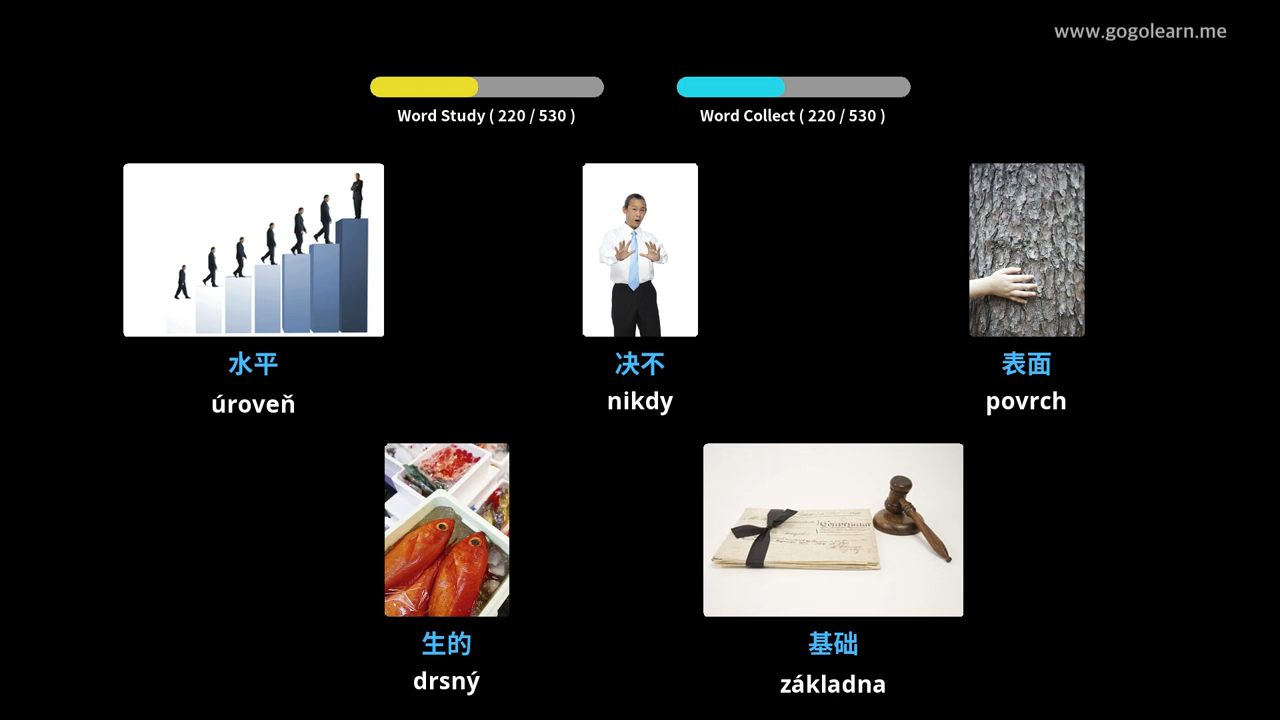 www.gogolearn.me
Word Study ( 220 / 530 )
Word Collect ( 220 / 530 )
水平
úroveň
决不
nikdy
表面
povrch
生的
drsný
基础
základna